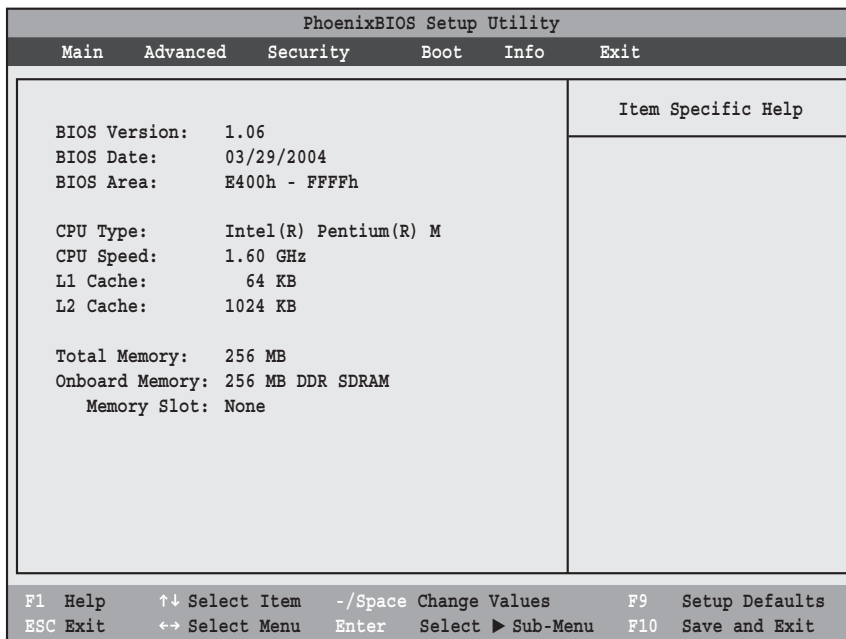 PhoenixBIOS Setup Utility
Main Advanced Security Boot Info Exit
Item Specific Help
BIOS Version: 1.06
BIOS Date: 03/29/2004
BIOS Area: E400h - FFFFh
CPU Type: Intel(R) Pentium(R) M
CPU Speed: 1.60 GHz
L1 Cache: 64 KB
L2 Cache: 1024 KB
Total Memory: 256 MB
Onboard Memory: 256 MB DDR SDRAM
Memory Slot: None
F1 Help ↑↓ Select Item -/Space Change Values F9 Setup Defaults
ESC Exit ←→ Select Menu Enter Select ▶ Sub-Menu F10 Save and Exit